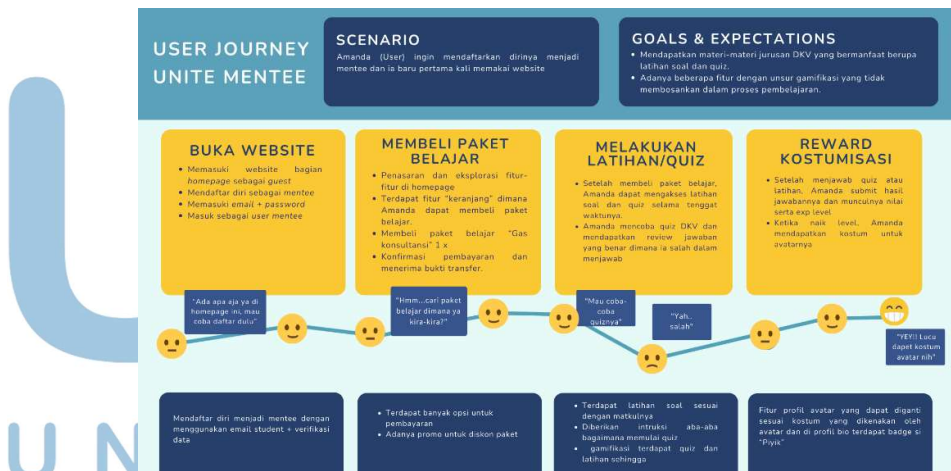 USER JOURNEY
UNITE MENTEE
SCENARIO
Amanda (User) ingin mendaftarkan dirinya menjadi
mentee dan ia baru pertama kali memakai website
GOALS & EXPECTATIONS
• Mendapatkan materi-materi jurusan DKV yang bermanfaat berupa
latihan soal dan quiz.
• Adanya beberapa fitur dengan unsur gamifikasi yang tidak
membosankan dalam proses pembelajaran.
BUKA WEBSITE
• Memasuki website bagian
homepage sebagai guest
• Mendaftar diri sebagai mentee
• Memasuki email + password
• Masuk sebagai user mentee
MEMBELI PAKET
BELAJAR
• Penasaran dan eksplorasi fitur-
fitur di homepage
• Terdapat fitur "keranjang" dimana
Amanda dapat membeli paket
belajar.
• Membeli paket belajar "Gas
konsultansi" 1 x
• Konfirmasi pembayaran dan
menerima bukti transfer.
MELAKUKAN
LATIHAN/QUIZ
• Setelah membeli paket belajar,
Amanda dapat mengakses latihan
soal dan quiz selama tenggat
waktunya.
• Amanda mencoba quiz DKV dan
mendapatkan review jawaban
yang benar dimana ia salah dalam
menjawab
REWARD
KOSTUMISASI
• Setelah menjawab quiz atau
latihan, Amanda submit hasil
jawabannya dan munculnya nilai
serta exp level
• Ketika naik level, Amanda
mendapatkan kostum untuk
avatarnya
"Ada apa aja ya di
homepage ini, mau
coba daftar dulu"
"Hmm...cari paket
belajar dimana ya
kira-kira?"
"Mau coba-
coba
quiznya"
"Yah..
salah"
"YEY!! Lucu
dapet kostum
avatar nih"
Mendaftar diri menjadi mentee dengan
menggunakan email student + verifikasi
data
• Terdapat banyak opsi untuk
pembayaran
• Adanya promo untuk diskon paket
• Terdapat latihan soal sesuai
dengan matkulnya
• Diberikan intruksi aba-aba
bagaimana memulai quiz
• gamifikasi terdapat quiz dan
latihan sehingga
Fitur profil avatar yang dapat diganti
sesuai kostum yang dikenakan oleh
avatar dan di profil bio terdapat badge si
"Piyik"
U N